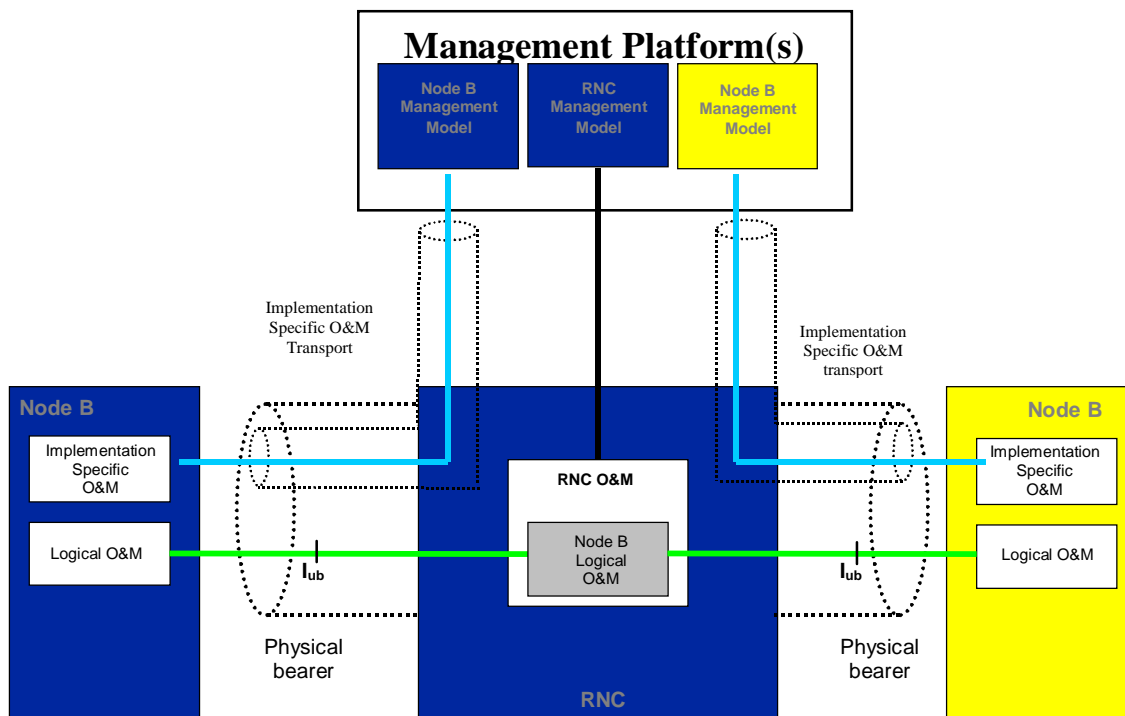 Management Platform(s)
Node B
Management
Model
RNC
Management
Model
Node B
Management
Model
Implementation
Specific O&M
Transport
Implementation
Specific O&M
transport
Node B
Implementation
Specific
O&M
Logical O&M
RNC O&M
Node B
Logical
O&M
Node B
Implementation
Specific
O&M
Logical O&M
Iub
Iub
Physical
bearer
Physical
bearer
RNC